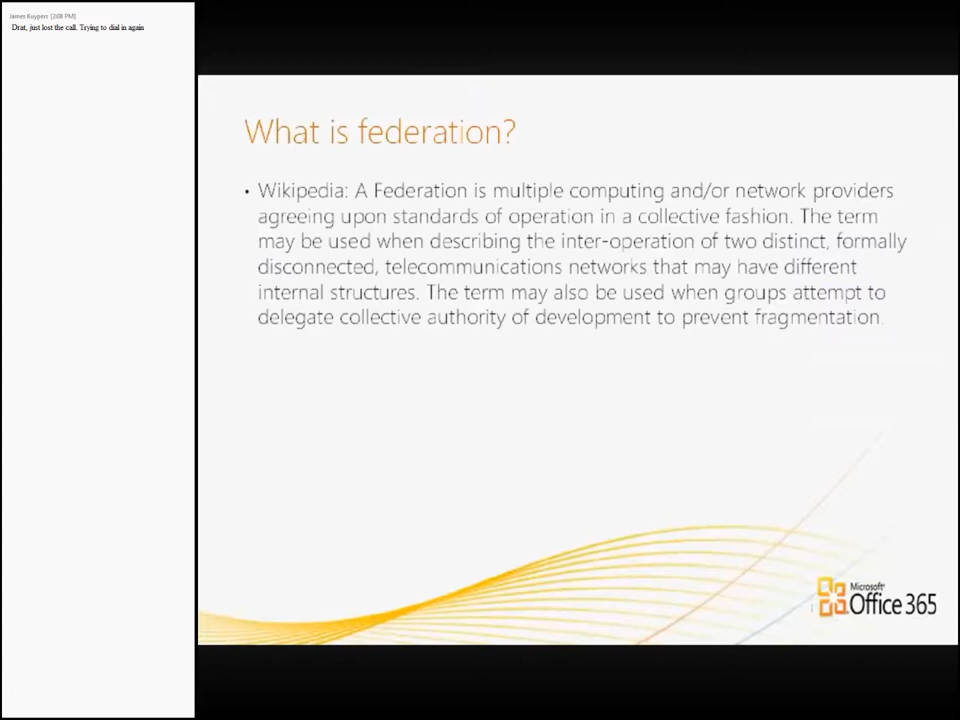 James Kuypers [2:08 PM]
Drat, just lost the call. Trying to dial in again
What is federation?
• Wikipedia: A Federation is multiple computing and/or network providers
agreeing upon standards of operation in a collective fashion. The term
may be used when describing the inter-operation of two distinct, formally
disconnected, telecommunications networks that may have different
internal structures. The term may also be used when groups attempt to
delegate collective authority of development to prevent fragmentation.
Microsoft®
Office 365